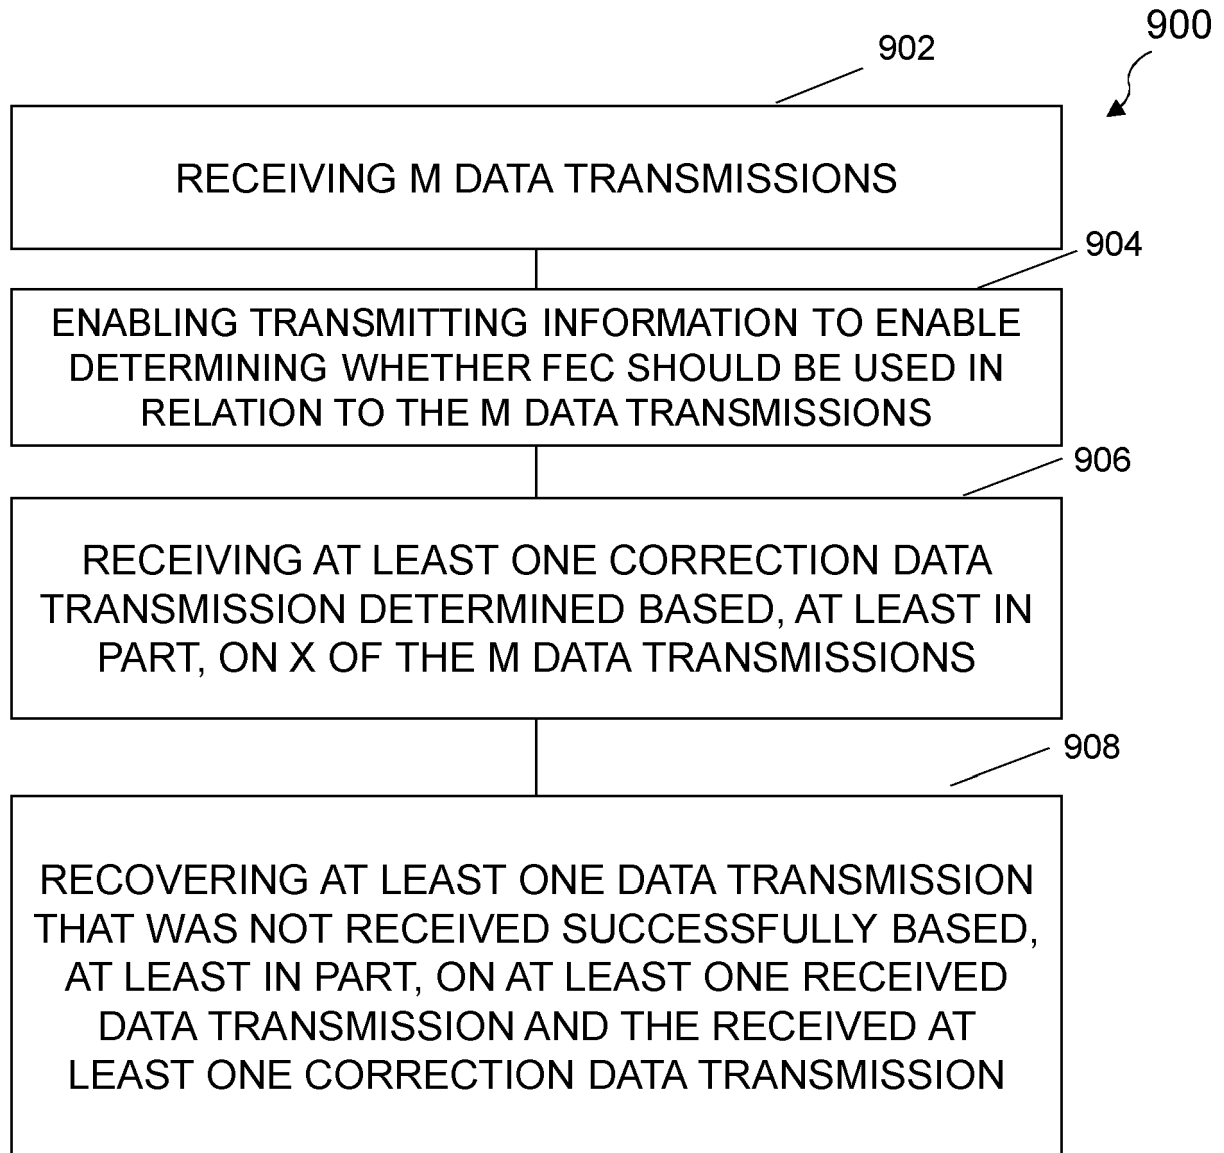 900
902
RECEIVING M DATA TRANSMISSIONS
904
ENABLING TRANSMITTING INFORMATION TO ENABLE
DETERMINING WHETHER FEC SHOULD BE USED IN
RELATION TO THE M DATA TRANSMISSIONS
906
RECEIVING AT LEAST ONE CORRECTION DATA
TRANSMISSION DETERMINED BASED, AT LEAST IN
PART, ON X OF THE M DATA TRANSMISSIONS
908
RECOVERING AT LEAST ONE DATA TRANSMISSION
THAT WAS NOT RECEIVED SUCCESSFULLY BASED,
AT LEAST IN PART, ON AT LEAST ONE RECEIVED
DATA TRANSMISSION AND THE RECEIVED AT
LEAST ONE CORRECTION DATA TRANSMISSION